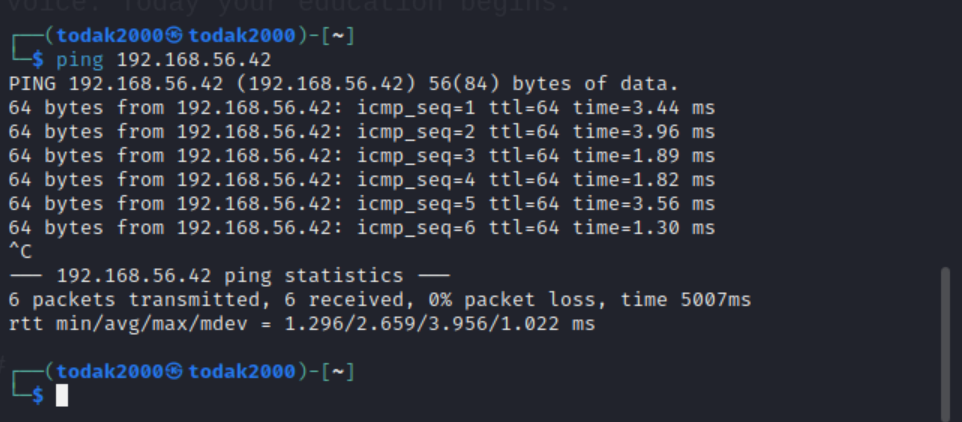 voice. Today your education begins.
┌──(todak2000㉿todak2000)-[~]
└─$ ping 192.168.56.42
PING 192.168.56.42 (192.168.56.42) 56(84) bytes of data.
64 bytes from 192.168.56.42: icmp_seq=1 ttl=64 time=3.44 ms
64 bytes from 192.168.56.42: icmp_seq=2 ttl=64 time=3.96 ms
64 bytes from 192.168.56.42: icmp_seq=3 ttl=64 time=1.89 ms
64 bytes from 192.168.56.42: icmp_seq=4 ttl=64 time=1.82 ms
64 bytes from 192.168.56.42: icmp_seq=5 ttl=64 time=3.56 ms
64 bytes from 192.168.56.42: icmp_seq=6 ttl=64 time=1.30 ms
^C
--- 192.168.56.42 ping statistics ---
6 packets transmitted, 6 received, 0% packet loss, time 5007ms
rtt min/avg/max/mdev = 1.296/2.659/3.956/1.022 ms
┌──(todak2000㉿todak2000)-[~]
└─$